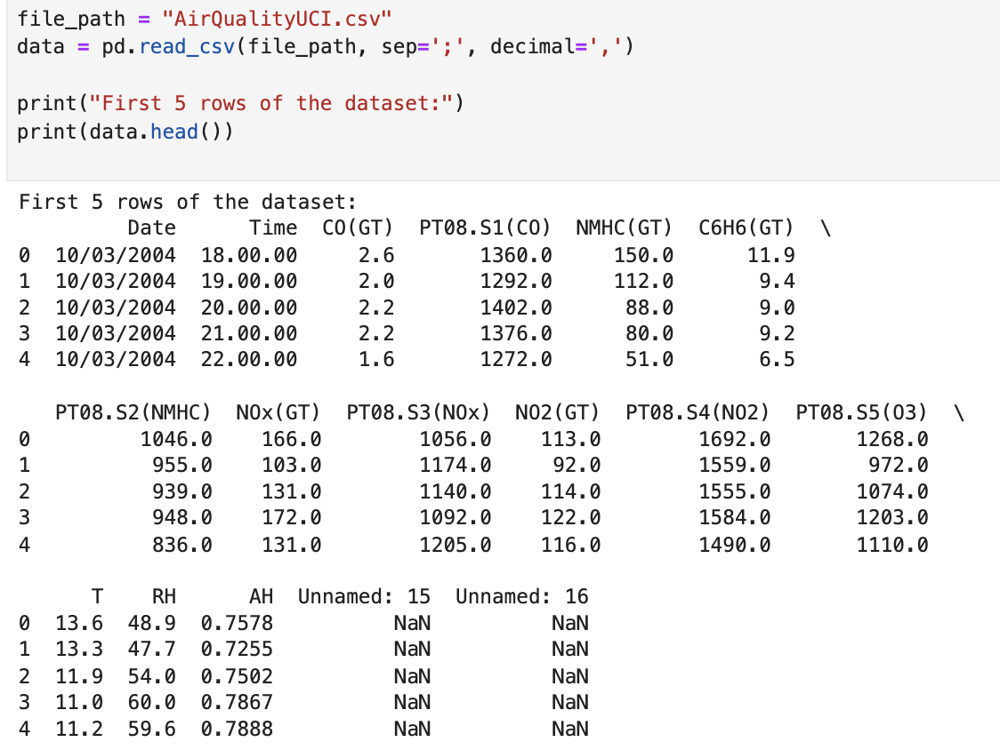 file_path = "AirQualityUCI.csv"
data = pd.read_csv(file_path, sep=';', decimal=',')
print("First 5 rows of the dataset:")
print(data.head())
First 5 rows of the dataset:
         Date      Time  CO(GT)  PT08.S1(CO)  NMHC(GT)  C6H6(GT)  \
0  10/03/2004  18.00.00     2.6       1360.0     150.0      11.9
1  10/03/2004  19.00.00     2.0       1292.0     112.0       9.4
2  10/03/2004  20.00.00     2.2       1402.0      88.0       9.0
3  10/03/2004  21.00.00     2.2       1376.0      80.0       9.2
4  10/03/2004  22.00.00     1.6       1272.0      51.0       6.5
   PT08.S2(NMHC)  NOx(GT)  PT08.S3(NOx)  NO2(GT)  PT08.S4(NO2)  PT08.S5(O3)  \
0         1046.0    166.0        1056.0    113.0        1692.0       1268.0
1          955.0    103.0        1174.0     92.0        1559.0        972.0
2          939.0    131.0        1140.0    114.0        1555.0       1074.0
3          948.0    172.0        1092.0    122.0        1584.0       1203.0
4          836.0    131.0        1205.0    116.0        1490.0       1110.0
      T    RH      AH  Unnamed: 15  Unnamed: 16
0  13.6  48.9  0.7578          NaN          NaN
1  13.3  47.7  0.7255          NaN          NaN
2  11.9  54.0  0.7502          NaN          NaN
3  11.0  60.0  0.7867          NaN          NaN
4  11.2  59.6  0.7888          NaN          NaN